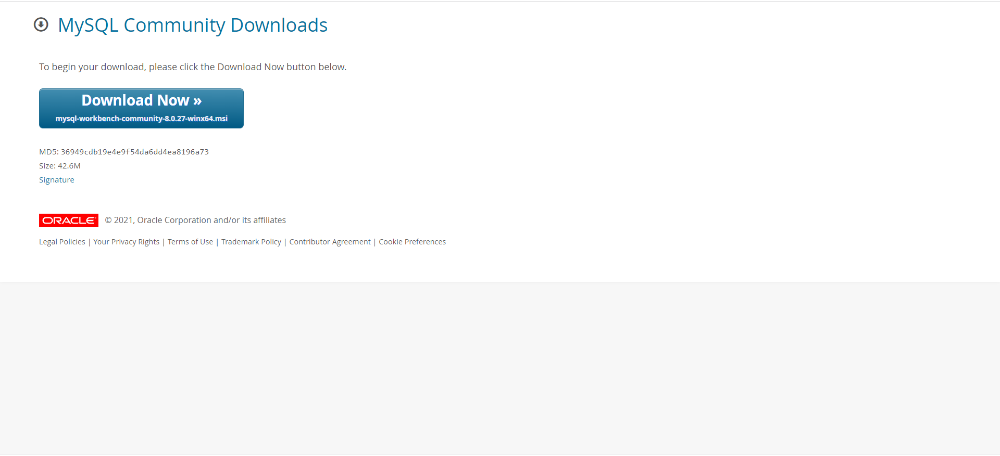 MySQL Community Downloads
To begin your download, please click the Download Now button below.
Download Now »
mysql-workbench-community-8.0.27-winx64.msi
MD5: 36949cdb19e4e9f54da6dd4ea8196a73
Size: 42.6M
Signature
ORACLE® © 2021, Oracle Corporation and/or its affiliates
Legal Policies | Your Privacy Rights | Terms of Use | Trademark Policy | Contributor Agreement | Cookie Preferences